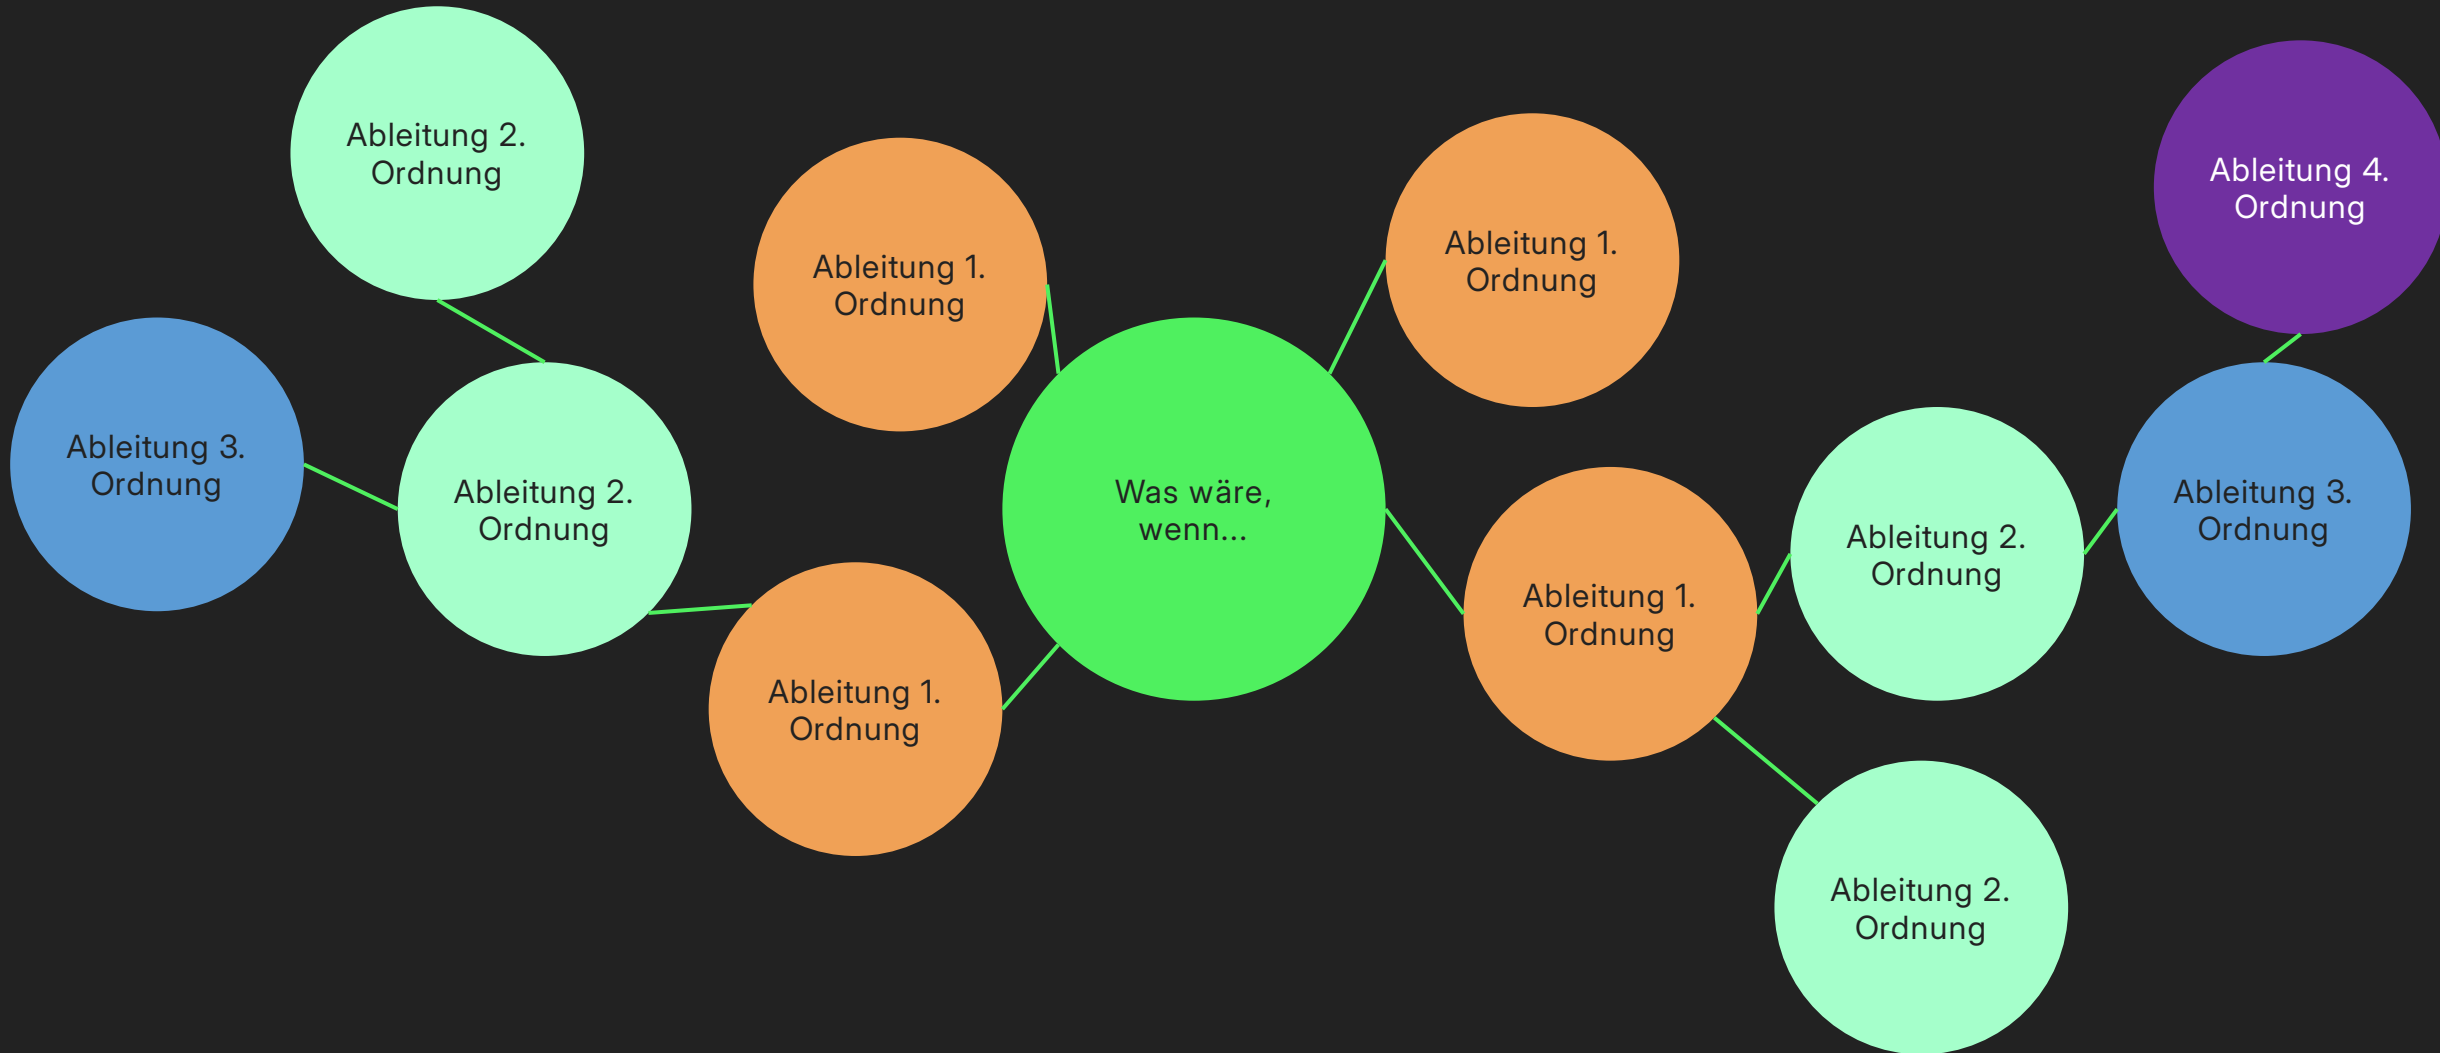 Ableitung 2.
Ordnung
Ableitung 3.
Ordnung
Ableitung 2.
Ordnung
Ableitung 1.
Ordnung
Ableitung 1.
Ordnung
Was wäre,
wenn...
Ableitung 1.
Ordnung
Ableitung 1.
Ordnung
Ableitung 2.
Ordnung
Ableitung 2.
Ordnung
Ableitung 3.
Ordnung
Ableitung 4.
Ordnung